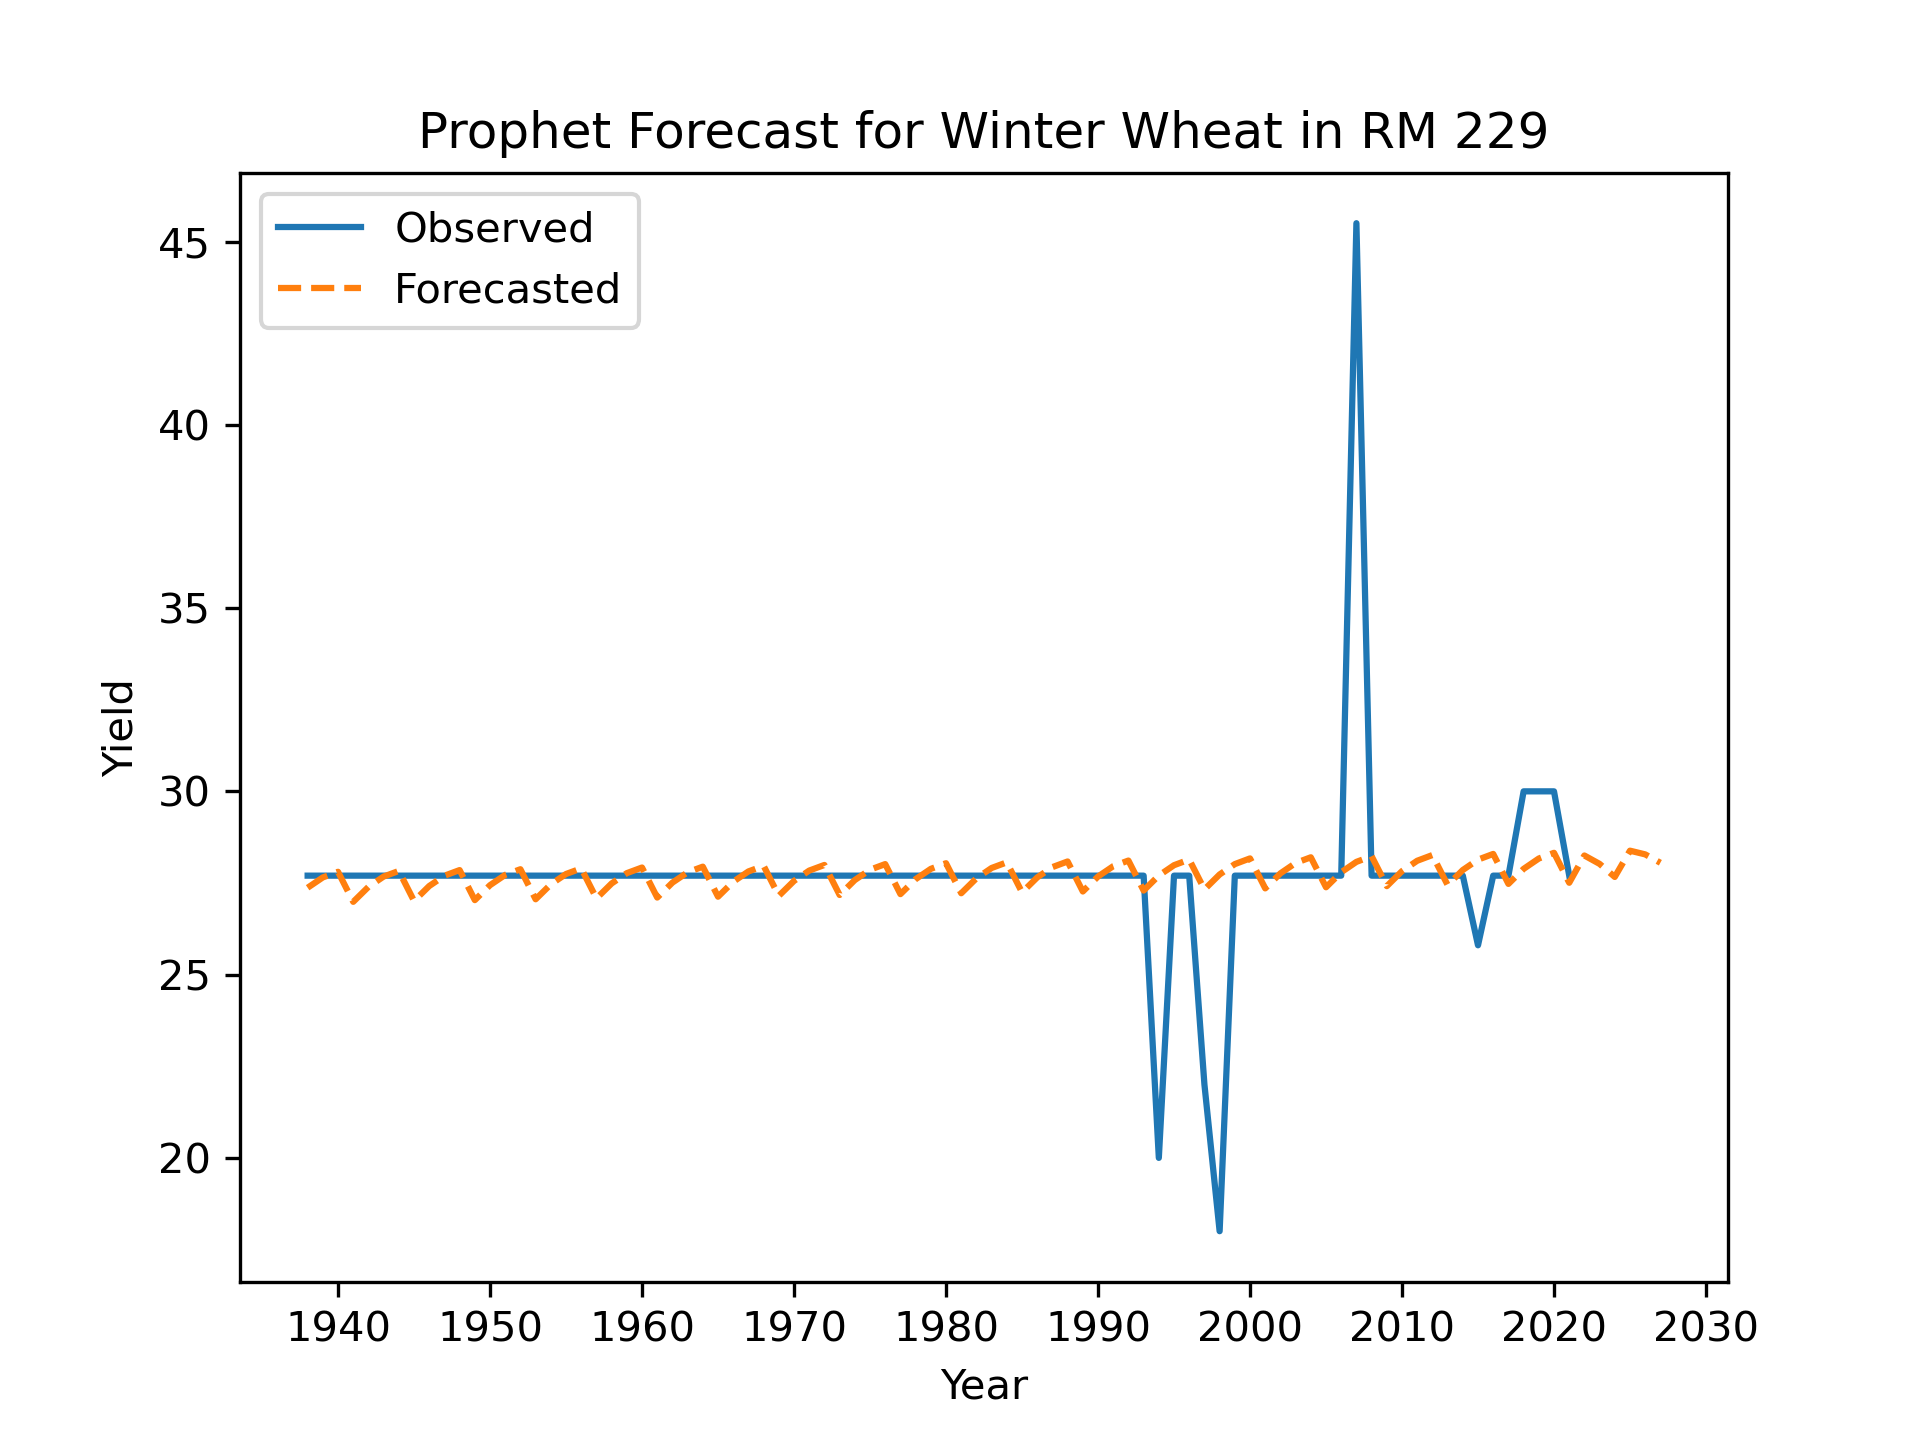 Prophet Forecast for Winter Wheat in RM 229
Observed
Forecasted
45
40
35
30
25
20
Yield
1940 1950 1960 1970 1980 1990 2000 2010 2020 2030
Year